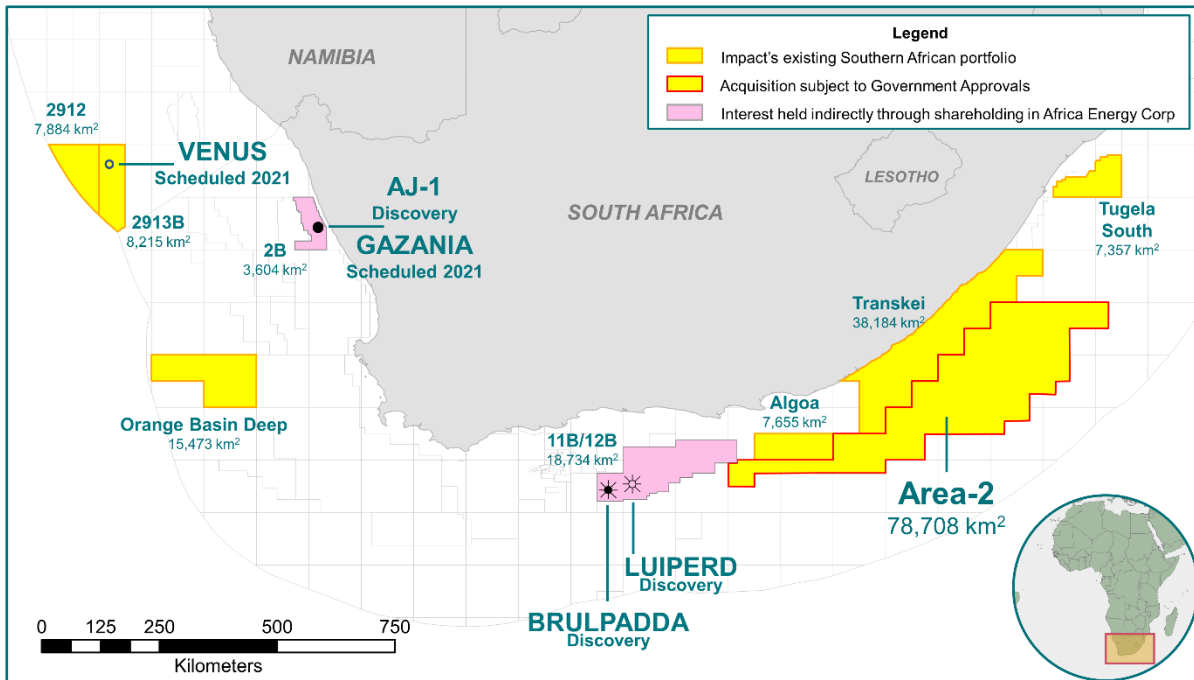 Legend
Impact's existing Southern African portfolio
Acquisition subject to Government Approvals
Interest held indirectly through shareholding in Africa Energy Corp
NAMIBIA
2912
7,884 km²
VENUS
Scheduled 2021
2913B
8,215 km²
AJ-1
Discovery
GAZANIA
Scheduled 2021
2B
3,604 km²
SOUTH AFRICA
LESOTHO
Tugela
South
7,357 km²
Transkei
38,184 km²
Orange Basin Deep
15,473 km²
Algoa
7,655 km²
11B/12B
18,734 km²
Area-2
78,708 km²
LUIPERD
Discovery
BRULPADDA
Discovery
0 125 250 500 750
Kilometers